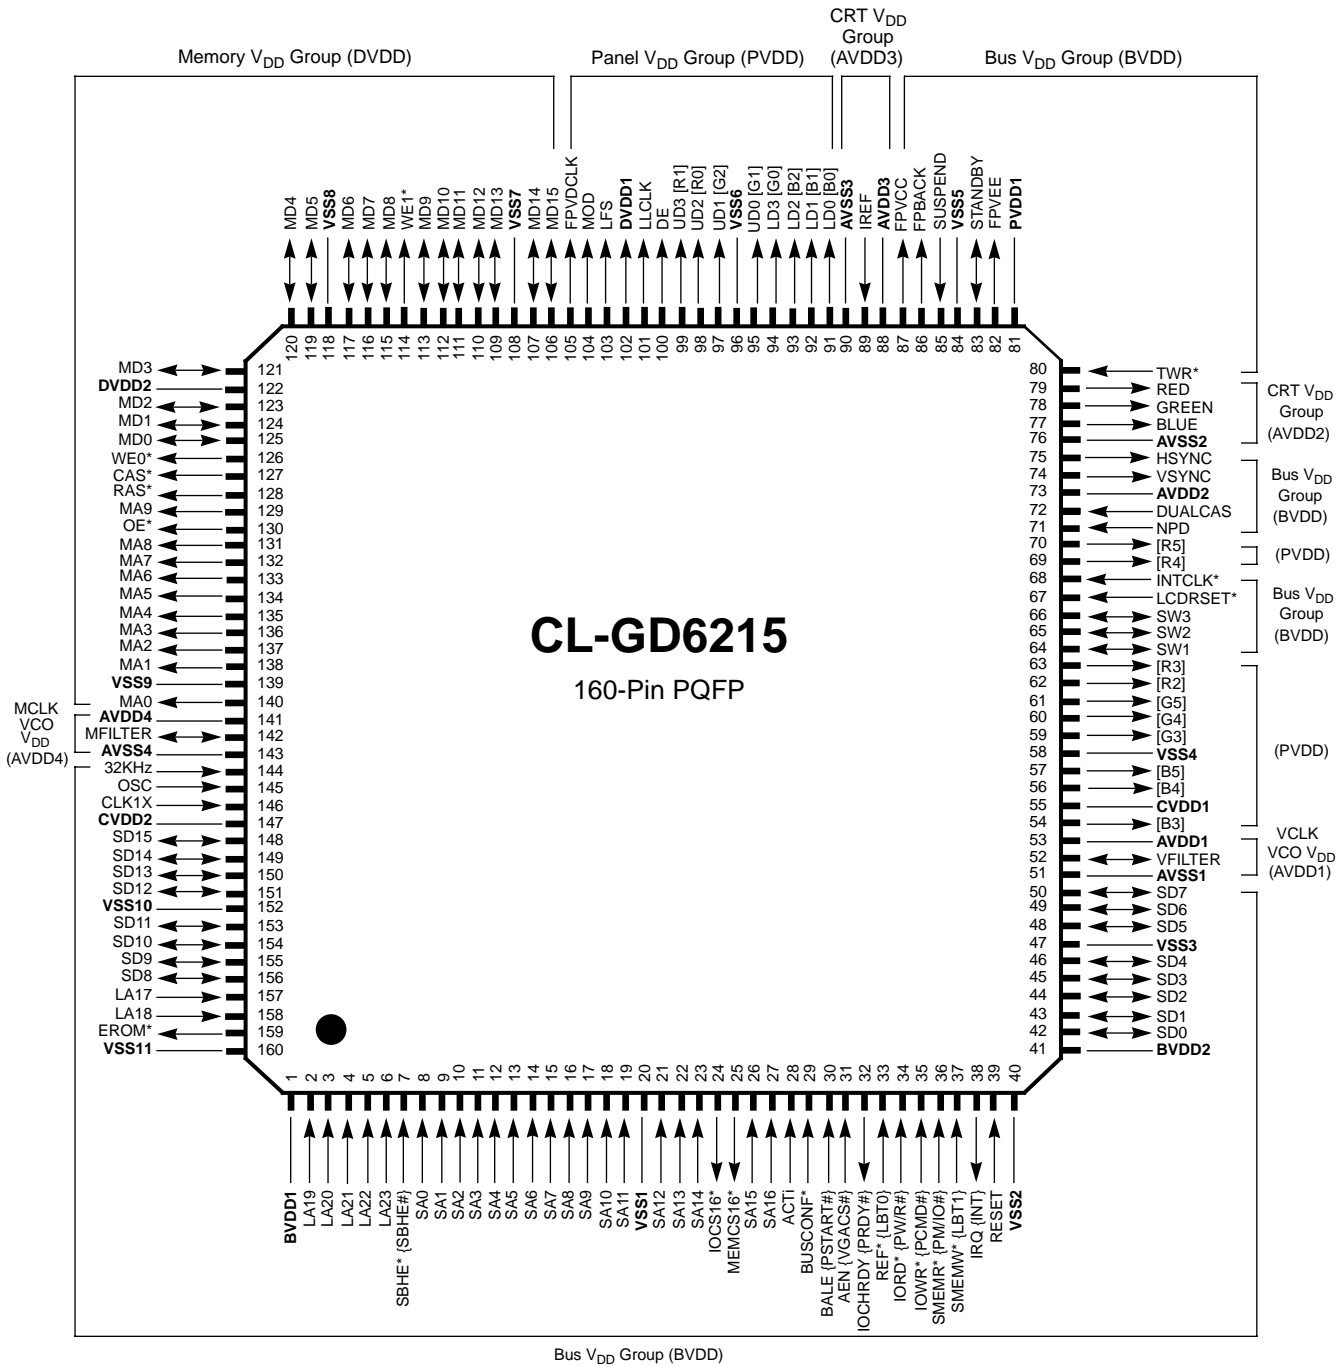 CRT VDD
Group
(AVDD3)
Memory VDD Group (DVDD)
Panel VDD Group (PVDD)
Bus VDD Group (BVDD)
MD4
MD5
VSS8
MD6
MD7
MD8
WE1*
MD9
MD10
MD11
MD12
MD13
VSS7
MD14
MD15
FPVDCLK
MOD
LFS
DVDD1
LLCLK
DE
UD3 [R1]
UD2 [R0]
UD1 [G2]
VSS6
UD0 [G1]
LD3 [G0]
LD2 [B2]
LD1 [B1]
LD0 [B0]
AVSS3
IREF
AVDD3
FPVCC
FPBACK
SUSPEND
VSS5
STANDBY
FPVEE
PVDD1
120
119
118
117
116
115
114
113
112
111
110
109
108
107
106
105
104
103
102
101
100
99
98
97
96
95
94
93
92
91
90
89
88
87
86
85
84
83
82
81
MD3 121
DVDD2 122
MD2 123
MD1 124
MD0 125
WE0* 126
CAS* 127
RAS* 128
MA9 129
OE* 130
MA8 131
MA7 132
MA6 133
MA5 134
MA4 135
MA3 136
MA2 137
MA1 138
VSS9 139
MA0 140
AVDD4 141
MFILTER 142
AVSS4 143
32KHz 144
OSC 145
CLK1X 146
CVDD2 147
SD15 148
SD14 149
SD13 150
SD12 151
VSS10 152
SD11 153
SD10 154
SD9 155
SD8 156
LA17 157
LA18 158
EROM* 159
VSS11 160
MCLK
VCO
VDD
(AVDD4)
CL-GD6215
160-Pin PQFP
80 TWR*
79 RED
78 GREEN
77 BLUE
76 AVSS2
75 HSYNC
74 VSYNC
73 AVDD2
72 DUALCAS
71 NPD
70 [R5]
69 [R4]
68 INTCLK*
67 LCDRSET*
66 SW3
65 SW2
64 SW1
63 [R3]
62 [R2]
61 [G5]
60 [G4]
59 [G3]
58 VSS4
57 [B5]
56 [B4]
55 CVDD1
54 [B3]
53 AVDD1
52 VFILTER
51 AVSS1
50 SD7
49 SD6
48 SD5
47 VSS3
46 SD4
45 SD3
44 SD2
43 SD1
42 SD0
41 BVDD2
CRT VDD
Group
(AVDD2)
Bus VDD
Group
(BVDD)
(PVDD)
Bus VDD
Group
(BVDD)
(PVDD)
VCLK
VCO VDD
(AVDD1)
1
2
3
4
5
6
7
8
9
10
11
12
13
14
15
16
17
18
19
20
21
22
23
24
25
26
27
28
29
30
31
32
33
34
35
36
37
38
39
40
BVDD1
LA19
LA20
LA21
LA22
LA23
SBHE* {SBHE#}
SA0
SA1
SA2
SA3
SA4
SA5
SA6
SA7
SA8
SA9
SA10
SA11
VSS1
SA12
SA13
SA14
IOCS16*
MEMCS16*
SA15
SA16
ACTi
BUSCONF*
BALE {PSTART#}
AEN {VGACS#}
IOCHRDY {PRDY#}
REF* {LBT0}
IORD* {PW/R#}
IOWR* {PCMD#}
SMEMR* {PM/IO#}
SMEMW* {LBT1}
IRQ {INT}
RESET
VSS2
Bus VDD Group (BVDD)